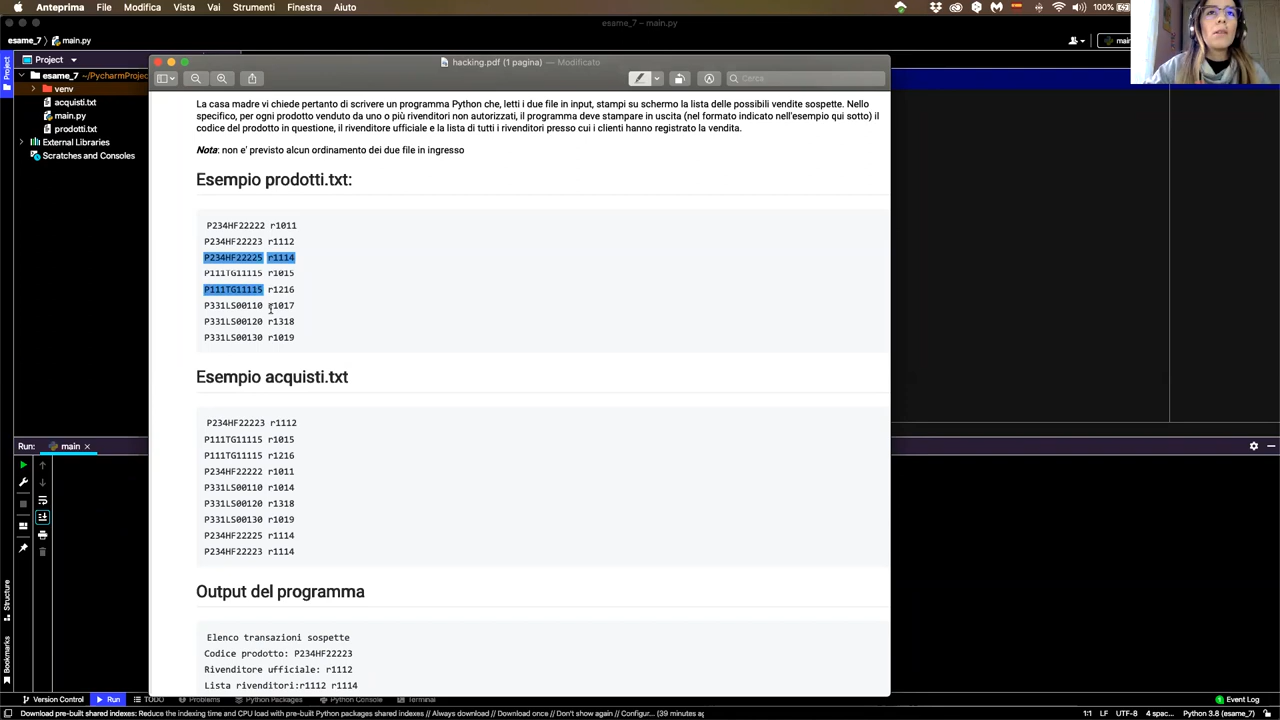 Anteprima File Modifica Vista Vai Strumenti Finestra Aiuto 100%
esame_7 – main.py
esame_7 main.py main
hacking.pdf (1 pagina) — Modificato
Project
Cerca
esame_7 ~/PycharmProjec
venv
acquisti.txt
main.py
prodotti.txt
External Libraries
Scratches and Consoles
La casa madre vi chiede pertanto di scrivere un programma Python che, letti i due file in input, stampi su schermo la lista delle possibili vendite sospette. Nello
specifico, per ogni prodotto venduto da uno o più rivenditori non autorizzati, il programma deve stampare in uscita (nel formato indicato nell'esempio qui sotto) il
codice del prodotto in questione, il rivenditore ufficiale e la lista di tutti i rivenditori presso cui i clienti hanno registrato la vendita.
Nota: non e' previsto alcun ordinamento dei due file in ingresso
Esempio prodotti.txt:
P234HF22222 r1011
P234HF22223 r1112
P234HF22225 r1114
P111TG11115 r1015
P111TG11115 r1216
P331LS00110 r1017
P331LS00120 r1318
P331LS00130 r1019
Esempio acquisti.txt
P234HF22223 r1112
P111TG11115 r1015
P111TG11115 r1216
P234HF22222 r1011
P331LS00110 r1014
P331LS00120 r1318
P331LS00130 r1019
P234HF22225 r1114
P234HF22223 r1114
Output del programma
Elenco transazioni sospette
Codice prodotto: P234HF22223
Rivenditore ufficiale: r1112
Lista rivenditori:r1112 r1114
Project
Run: main
Structure
Bookmarks
Version Control Run TODO Problems Python Packages Python Console Terminal Event Log
Download pre-built shared indexes: Reduce the indexing time and CPU load with pre-built Python packages shared indexes // Always download // Download once // Don't show again // Configur... (39 minutes ag 1:1 LF UTF-8 4 spac... Python 3.8 (esame_7)